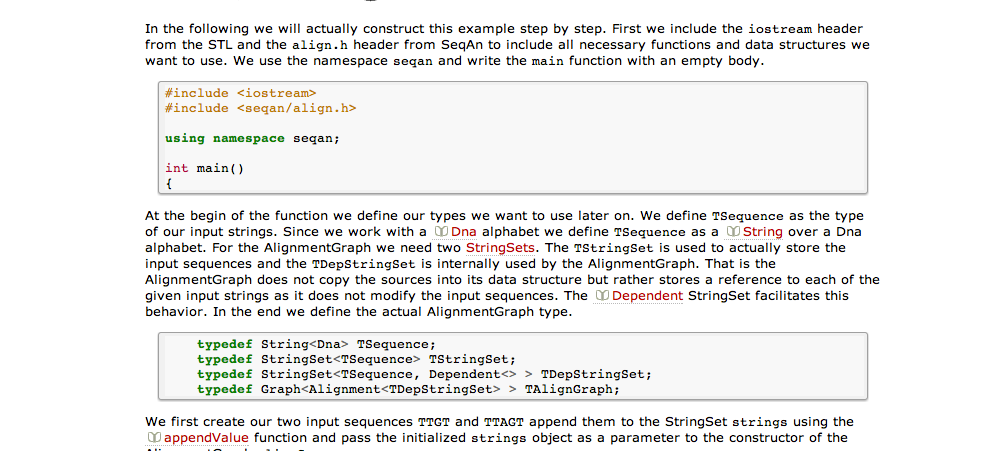 In the following we will actually construct this example step by step. First we include the iostream header
from the STL and the align.h header from SeqAn to include all necessary functions and data structures we
want to use. We use the namespace seqan and write the main function with an empty body.
#include <iostream>
#include <seqan/align.h>
using namespace seqan;
int main()
{
At the begin of the function we define our types we want to use later on. We define TSequence as the type
of our input strings. Since we work with a Dna alphabet we define TSequence as a String over a Dna
alphabet. For the AlignmentGraph we need two StringSets. The TStringSet is used to actually store the
input sequences and the TDepStringSet is internally used by the AlignmentGraph. That is the
AlignmentGraph does not copy the sources into its data structure but rather stores a reference to each of the
given input strings as it does not modify the input sequences. The Dependent StringSet facilitates this
behavior. In the end we define the actual AlignmentGraph type.
typedef String<Dna> TSequence;
typedef StringSet<TSequence> TStringSet;
typedef StringSet<TSequence, Dependent<> > TDepStringSet;
typedef Graph<Alignment<TDepStringSet> > TAlignGraph;
We first create our two input sequences TTGT and TTAGT append them to the StringSet strings using the
appendValue function and pass the initialized strings object as a parameter to the constructor of the